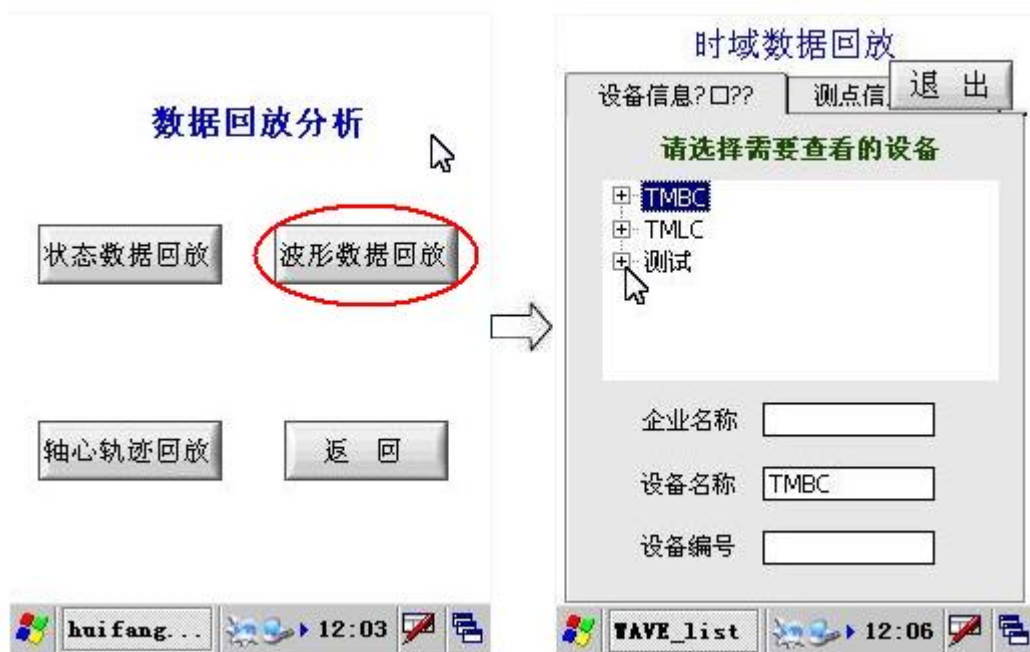 数据回放分析
状态数据回放
波形数据回放
轴心轨迹回放
返 回
huifang...
12:03
时域数据回放
退 出
设备信息?口??
测点信
请选择需要查看的设备
TMBC
TMLC
测试
企业名称
设备名称 TMBC
设备编号
WAVE_list
12:06